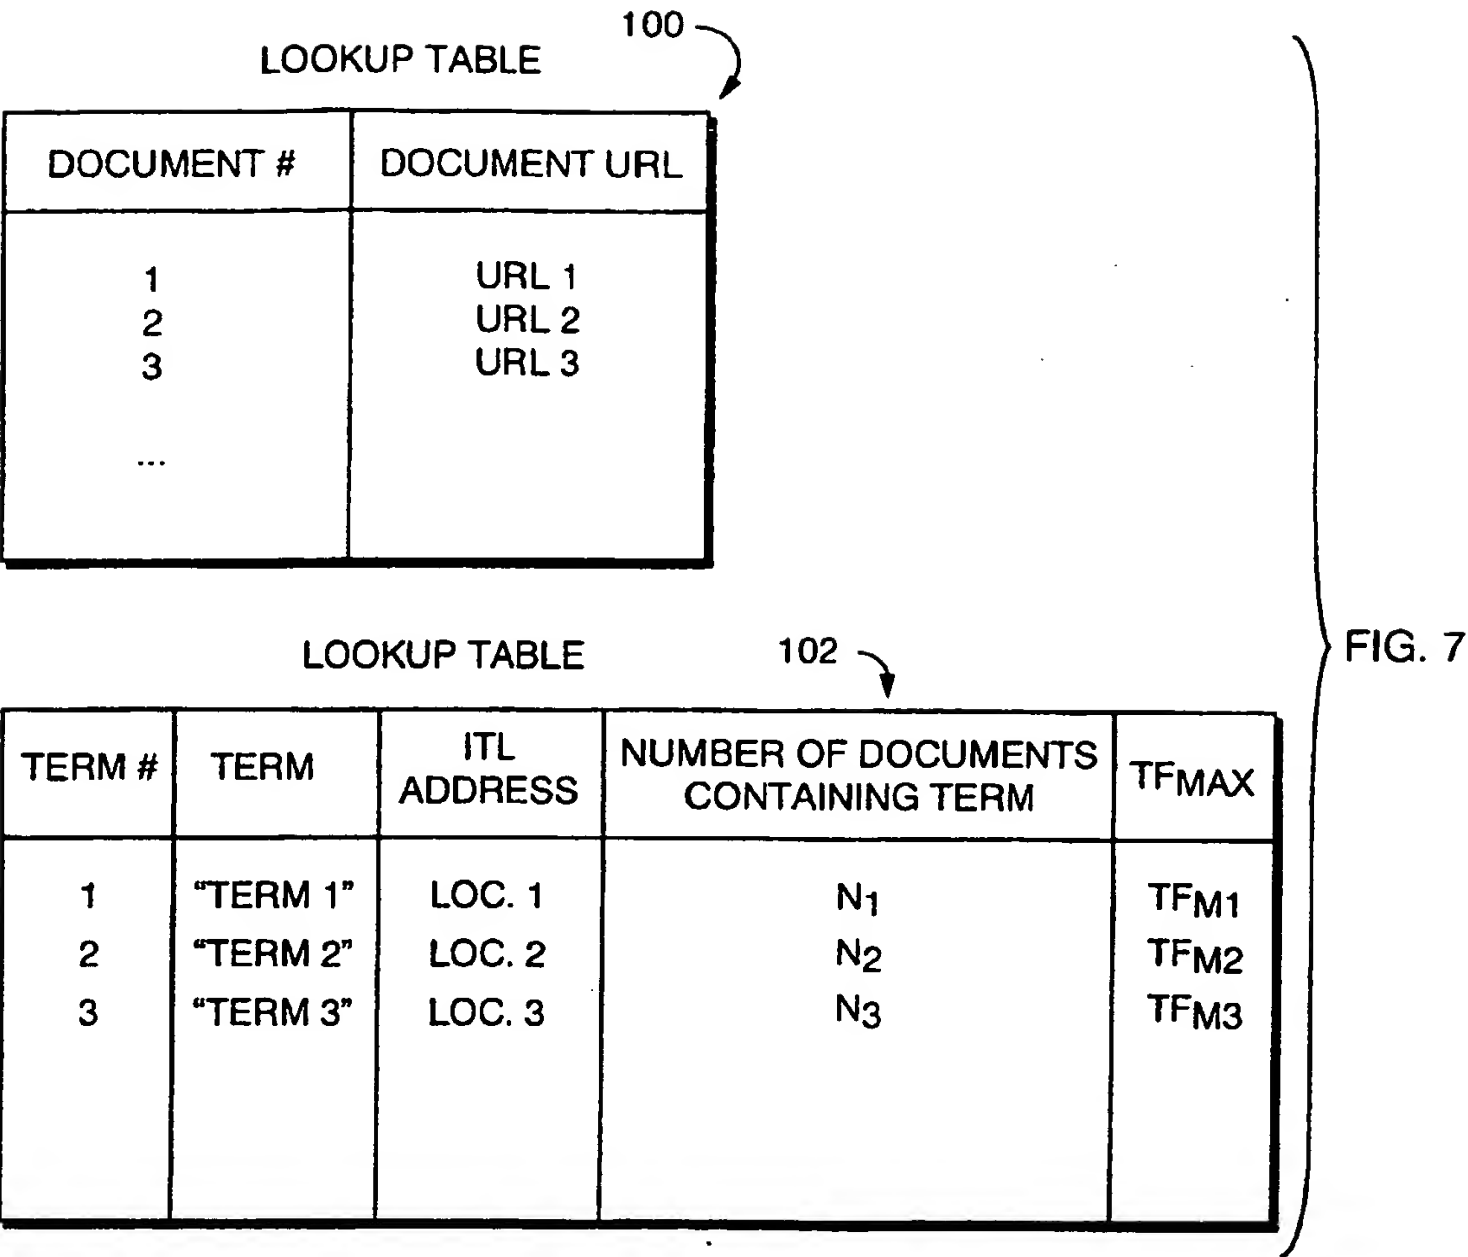 100
LOOKUP TABLE
DOCUMENT # DOCUMENT URL
1 URL 1
2 URL 2
3 URL 3
...
LOOKUP TABLE 102
FIG. 7
TERM # TERM ITL ADDRESS NUMBER OF DOCUMENTS CONTAINING TERM TFMAX
1 "TERM 1" LOC. 1 N1 TFM1
2 "TERM 2" LOC. 2 N2 TFM2
3 "TERM 3" LOC. 3 N3 TFM3